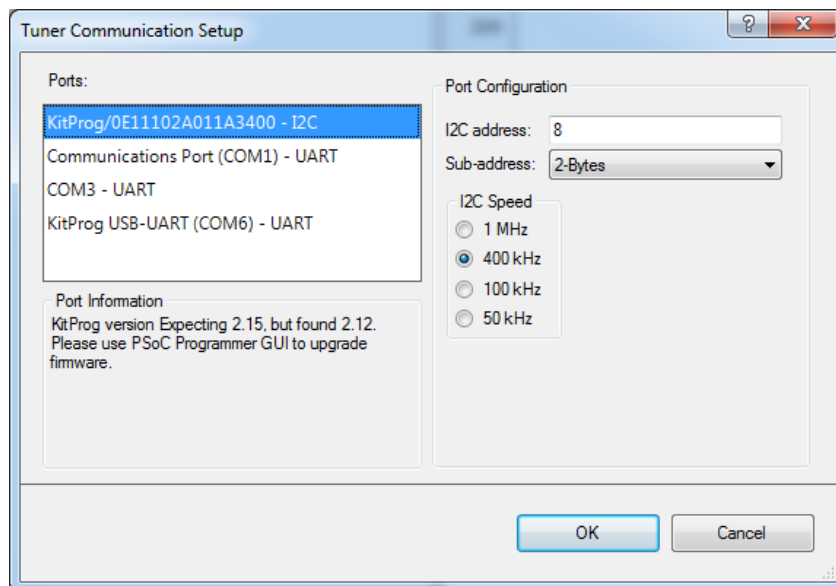 Tuner Communication Setup
Ports:
KitProg/0E11102A011A3400 - I2C
Communications Port (COM1) - UART
COM3 - UART
KitProg USB-UART (COM6) - UART
Port Information
KitProg version Expecting 2.15, but found 2.12.
Please use PSoC Programmer GUI to upgrade
firmware.
Port Configuration
I2C address: 8
Sub-address: 2-Bytes
I2C Speed
1 MHz
400 kHz
100 kHz
50 kHz
OK
Cancel